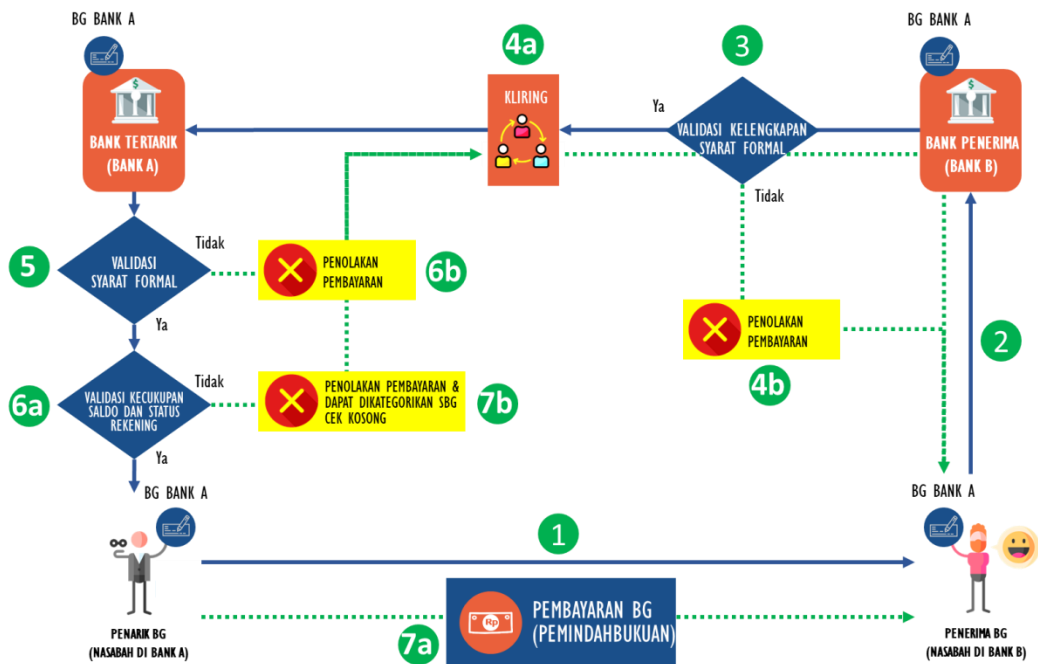 BG BANK A
BANK TERTARIK
(BANK A)
4a
KLIRING
3
Ya
VALIDASI KELENGKAPAN
SYARAT FORMAL
Tidak
BG BANK A
BANK PENERIMA
(BANK B)
5
VALIDASI
SYARAT FORMAL
Tidak
Ya
PENOLAKAN
PEMBAYARAN
6b
PENOLAKAN
PEMBAYARAN
4b
2
6a
VALIDASI KECUKUPAN
SALDO DAN STATUS
REKENING
Tidak
Ya
PENOLAKAN PEMBAYARAN &
DAPAT DIKATEGORIKAN SBG
CEK KOSONG
7b
BG BANK A
PENARIK BG
(NASABAH DI BANK A)
1
7a
Rp
PEMBAYARAN BG
(PEMINDAHBUKUAN)
BG BANK A
PENERIMA BG
(NASABAH DI BANK B)